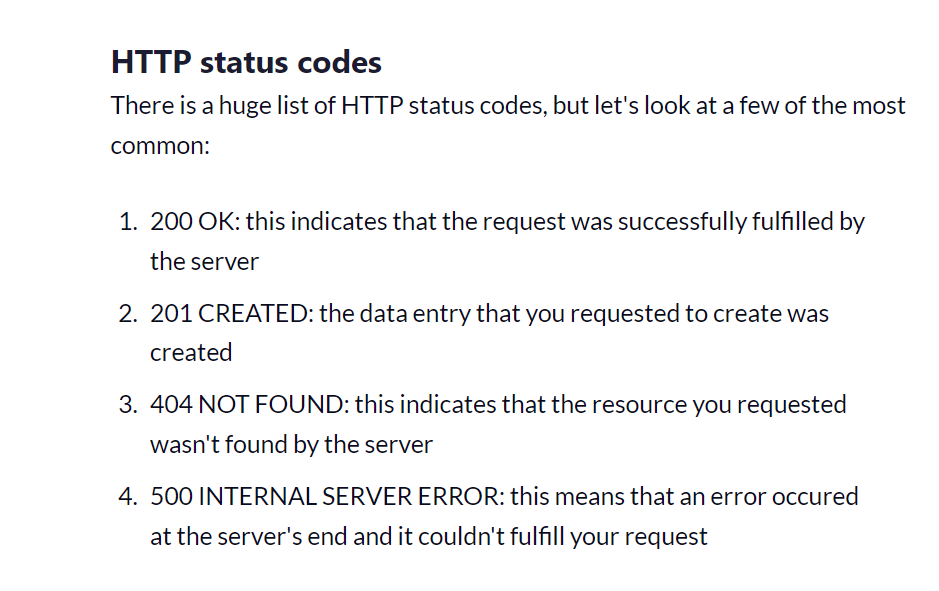 HTTP status codes
There is a huge list of HTTP status codes, but let's look at a few of the most
common:
1. 200 OK: this indicates that the request was successfully fulfilled by
the server
2. 201 CREATED: the data entry that you requested to create was
created
3. 404 NOT FOUND: this indicates that the resource you requested
wasn't found by the server
4. 500 INTERNAL SERVER ERROR: this means that an error occured
at the server's end and it couldn't fulfill your request